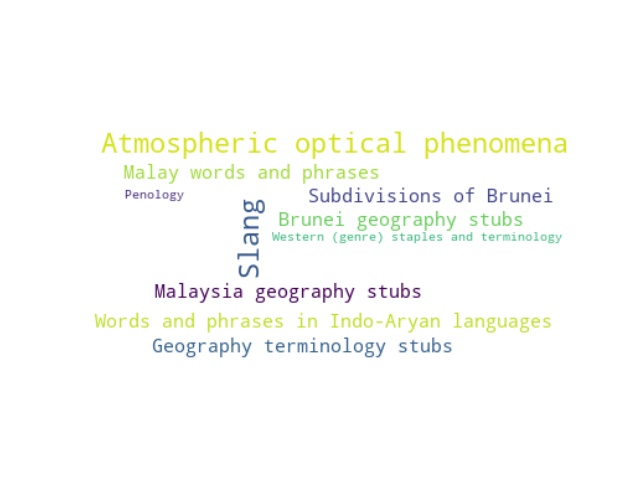 Atmospheric optical phenomena
Malay words and phrases
Penology
Subdivisions of Brunei
Slang
Brunei geography stubs
Western (genre) staples and terminology
Malaysia geography stubs
Words and phrases in Indo-Aryan languages
Geography terminology stubs